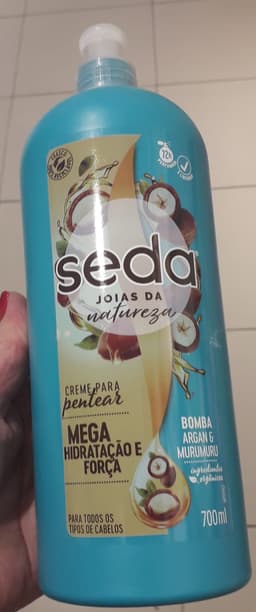 72h
seda
JOIAS DA
natureza
CREME PARA
pentear
MEGA
HIDRATAÇÃO E
FORÇA
BOMBA
ARGAN &
MURUMURU
ingredientes
orgânicos
PARA TODOS OS
TIPOS DE CABELOS
700ml